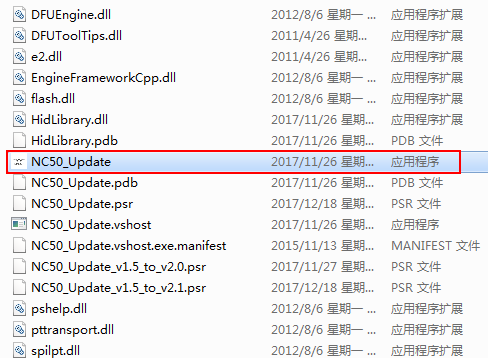 DFUEngine.dll 2012/8/6 星期一 ... 应用程序扩展
DFUToolTips.dll 2011/4/26 星期... 应用程序扩展
e2.dll 2011/4/26 星期... 应用程序扩展
EngineFrameworkCpp.dll 2012/8/6 星期一 ... 应用程序扩展
flash.dll 2012/8/6 星期一 ... 应用程序扩展
HidLibrary.dll 2017/11/26 星期... 应用程序扩展
HidLibrary.pdb 2017/11/26 星期... PDB 文件
NC50_Update 2017/11/26 星期... 应用程序
NC50_Update.pdb 2017/11/26 星期... PDB 文件
NC50_Update.psr 2017/12/18 星期... PSR 文件
NC50_Update.vshost 2017/11/26 星期... 应用程序
NC50_Update.vshost.exe.manifest 2015/11/13 星期... MANIFEST 文件
NC50_Update_v1.5_to_v2.0.psr 2017/11/27 星期... PSR 文件
NC50_Update_v1.5_to_v2.1.psr 2017/12/18 星期... PSR 文件
pshelp.dll 2012/8/6 星期一 ... 应用程序扩展
pttransport.dll 2012/8/6 星期一 ... 应用程序扩展
spilpt.dll 2012/8/6 星期一 ... 应用程序扩展